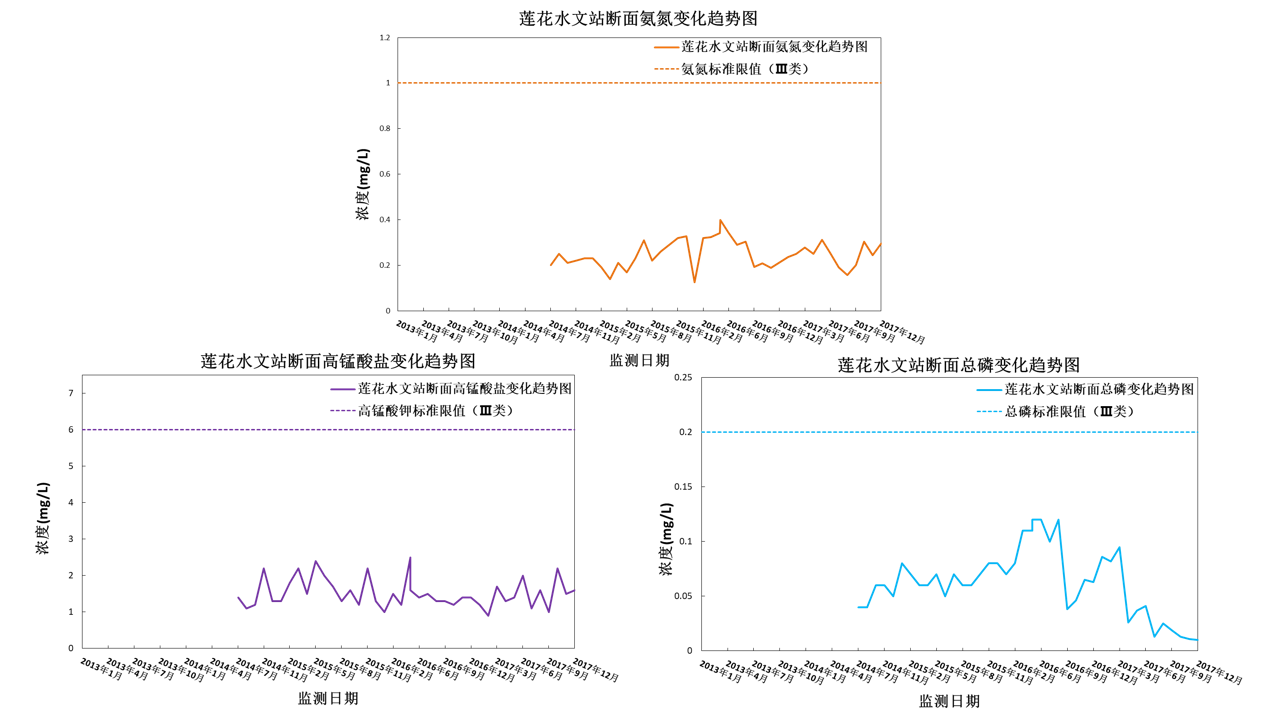 莲花水文站断面氨氮变化趋势图
莲花水文站断面氨氮变化趋势图
氨氮标准限值（Ⅲ类）
1.2
1
0.8
0.6
0.4
0.2
0
浓度(mg/L)
2013年1月 2013年4月 2013年7月 2013年10月 2014年1月 2014年4月 2014年7月 2014年11月 2015年2月 2015年5月 2015年8月 2015年11月 2016年2月 2016年6月 2016年9月 2016年12月 2017年3月 2017年6月 2017年9月 2017年12月
监测日期
莲花水文站断面高锰酸盐变化趋势图
莲花水文站断面高锰酸盐变化趋势图
高锰酸钾标准限值（Ⅲ类）
7
6
5
4
3
2
1
0
浓度(mg/L)
2013年1月 2013年4月 2013年7月 2013年10月 2014年1月 2014年4月 2014年7月 2014年11月 2015年2月 2015年5月 2015年8月 2015年11月 2016年2月 2016年6月 2016年9月 2016年12月 2017年3月 2017年6月 2017年9月 2017年12月
监测日期
莲花水文站断面总磷变化趋势图
莲花水文站断面总磷变化趋势图
总磷标准限值（Ⅲ类）
0.25
0.2
0.15
0.1
0.05
0
浓度(mg/L)
2013年1月 2013年4月 2013年7月 2013年10月 2014年1月 2014年4月 2014年7月 2014年11月 2015年2月 2015年5月 2015年8月 2015年11月 2016年2月 2016年6月 2016年9月 2016年12月 2017年3月 2017年6月 2017年9月 2017年12月
监测日期